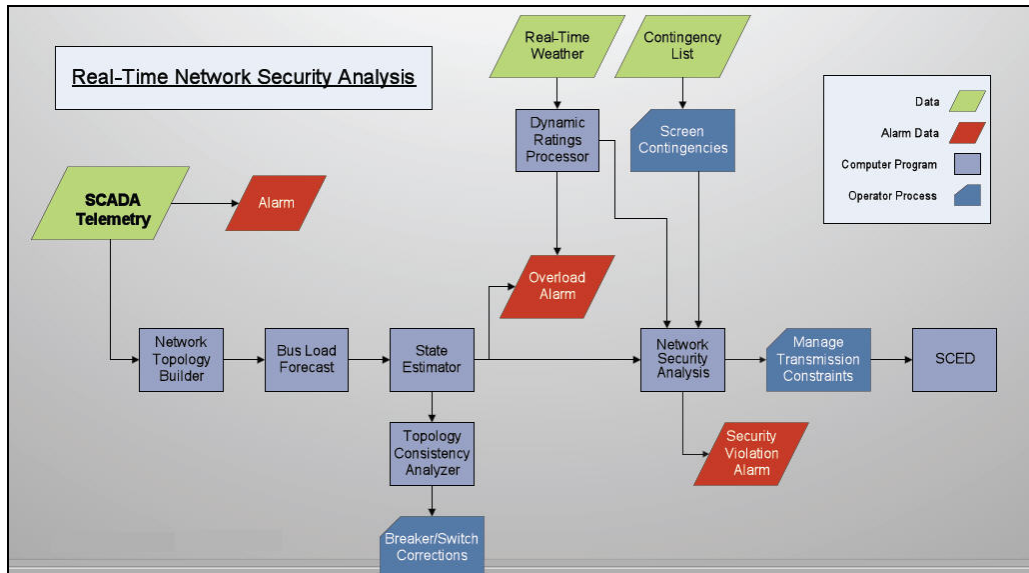 Real-Time Network Security Analysis
Real-Time
Weather
Contingency
List
Data
Alarm Data
Computer Program
Operator Process
Dynamic
Ratings
Processor
Screen
Contingencies
SCADA
Telemetry
Alarm
Overload
Alarm
Network
Topology
Builder
Bus Load
Forecast
State
Estimator
Network
Security
Analysis
Manage
Transmission
Constraints
SCED
Topology
Consistency
Analyzer
Security
Violation
Alarm
Breaker/Switch
Corrections